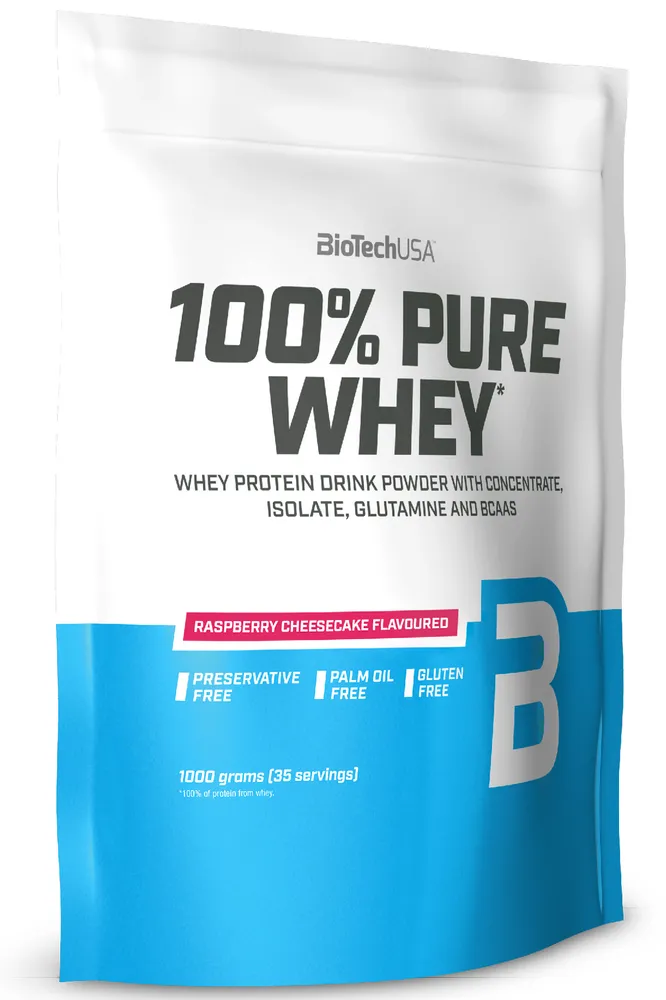 BioTechUSA™
100% PURE
WHEY*
WHEY PROTEIN DRINK POWDER WITH CONCENTRATE,
ISOLATE, GLUTAMINE AND BCAAS
RASPBERRY CHEESECAKE FLAVOURED
PRESERVATIVE
FREE
PALM OIL
FREE
GLUTEN
FREE
B
1000 grams (35 servings)
*100% of protein from whey.